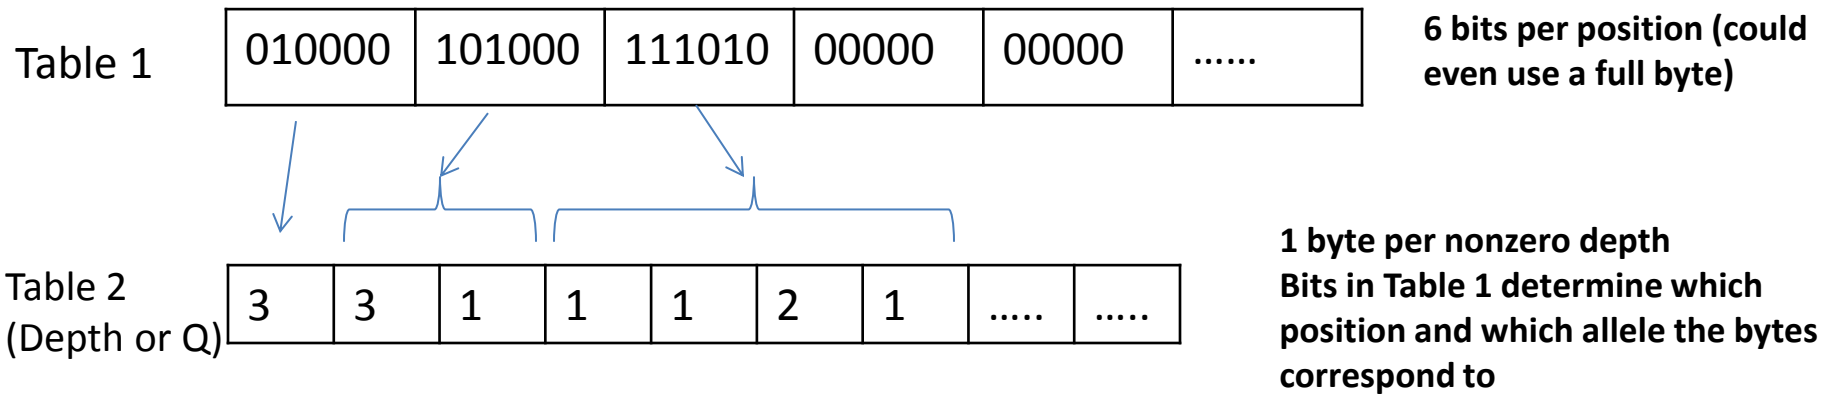 Table 1
010000 101000 111010 00000 00000 ......
6 bits per position (could
even use a full byte)
Table 2
(Depth or Q)
3 3 1 1 1 2 1 ..... .....
1 byte per nonzero depth
Bits in Table 1 determine which
position and which allele the bytes
correspond to